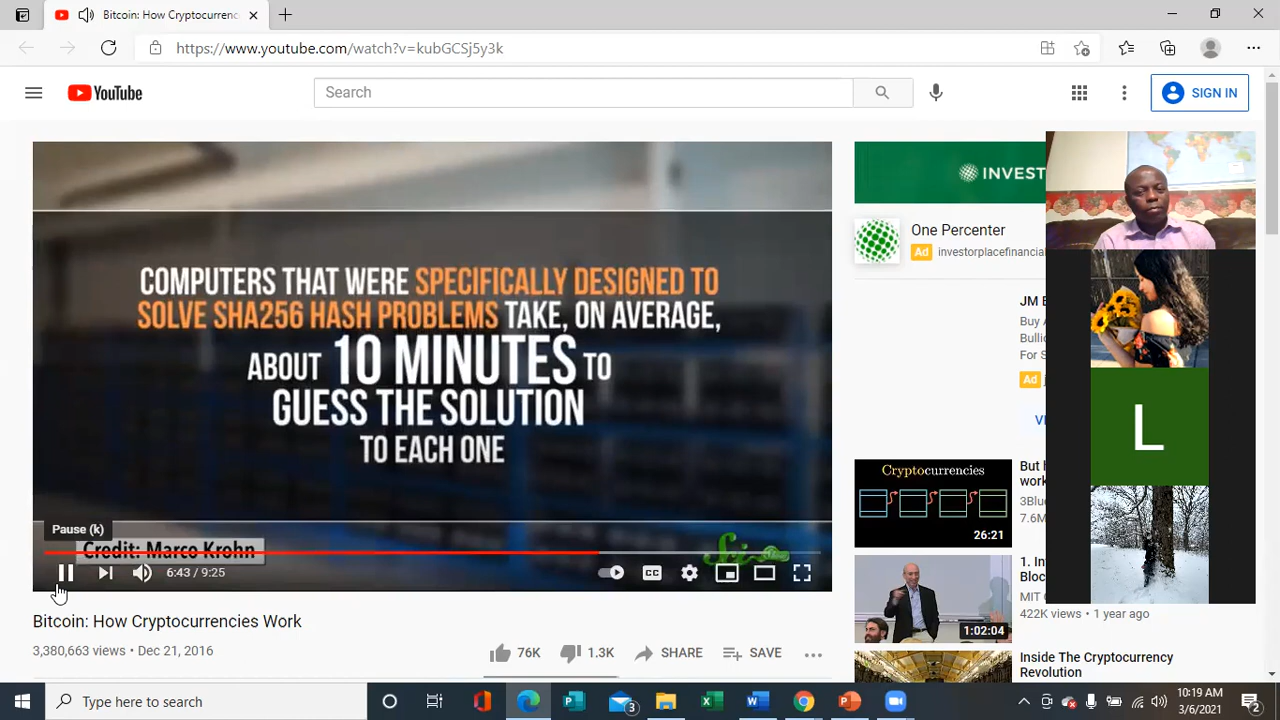 Bitcoin: How Cryptocurrenc
https://www.youtube.com/watch?v=kubGCSj5y3k
YouTube
Search
SIGN IN
COMPUTERS THAT WERE SPECIFICALLY DESIGNED TO
SOLVE SHA256 HASH PROBLEMS TAKE, ON AVERAGE,
ABOUT 10 MINUTES TO
GUESS THE SOLUTION
TO EACH ONE
Pause (k)
Credit: Marco Krohn
Sci
6:43 / 9:25
CC
Bitcoin: How Cryptocurrencies Work
3,380,663 views • Dec 21, 2016
76K
1.3K
SHARE
SAVE
INVEST
One Percenter
Ad
investorplacefinancial
JM
Buy
Bulli
For S
Ad
Cryptocurrencies
26:21
But
work
3Blu
7.6M
1:02:04
1. In
Bloc
MIT
422K views • 1 year ago
Inside The Cryptocurrency
Revolution
L
Type here to search
3
10:19 AM
3/6/2021
2